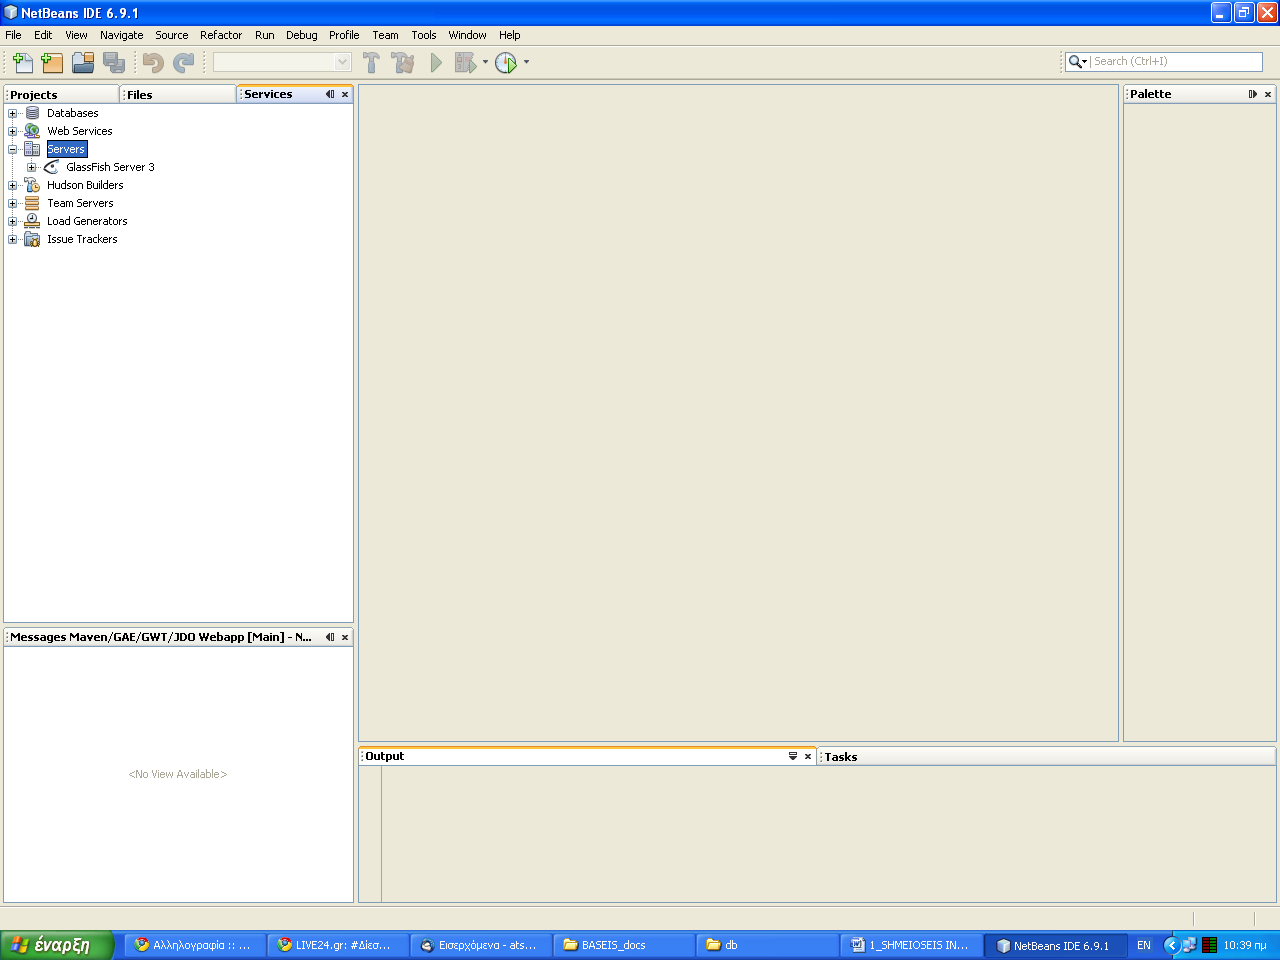 NetBeans IDE 6.9.1
File Edit View Navigate Source Refactor Run Debug Profile Team Tools Window Help
Search (Ctrl+I)
Projects
Files
Services
Databases
Web Services
Servers
GlassFish Server 3
Hudson Builders
Team Servers
Load Generators
Issue Trackers
Palette
Messages Maven/GAE/GWT/JDO Webapp [Main] - N...
<No View Available>
Output
Tasks
έναρξη
Αλληλογραφία :: ...
LIVE24.gr: #Δίεσ...
Εισερχόμενα - ats...
BASEIS_docs
db
1_SHMEIOSEIS IN...
NetBeans IDE 6.9.1
EN
10:39 πμ